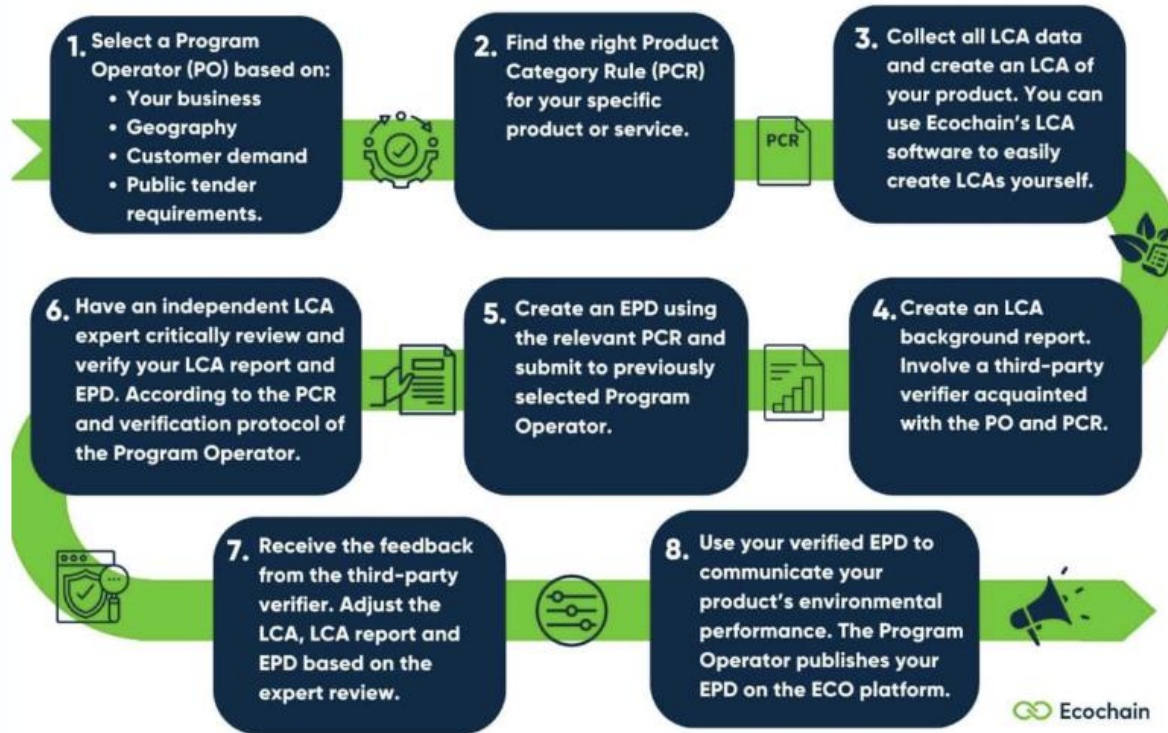 1. Select a Program
Operator (PO) based on:
• Your business
• Geography
• Customer demand
• Public tender
requirements.
2. Find the right Product
Category Rule (PCR)
for your specific
product or service.
PCR
3. Collect all LCA data
and create an LCA of
your product. You can
use Ecochain's LCA
software to easily
create LCAs yourself.
4. Create an LCA
background report.
Involve a third-party
verifier acquainted
with the PO and PCR.
5. Create an EPD using
the relevant PCR and
submit to previously
selected Program
Operator.
6. Have an independent LCA
expert critically review and
verify your LCA report and
EPD. According to the PCR
and verification protocol of
the Program Operator.
7. Receive the feedback
from the third-party
verifier. Adjust the
LCA, LCA report and
EPD based on the
expert review.
8. Use your verified EPD to
communicate your
product's environmental
performance. The Program
Operator publishes your
EPD on the ECO platform.
Ecochain